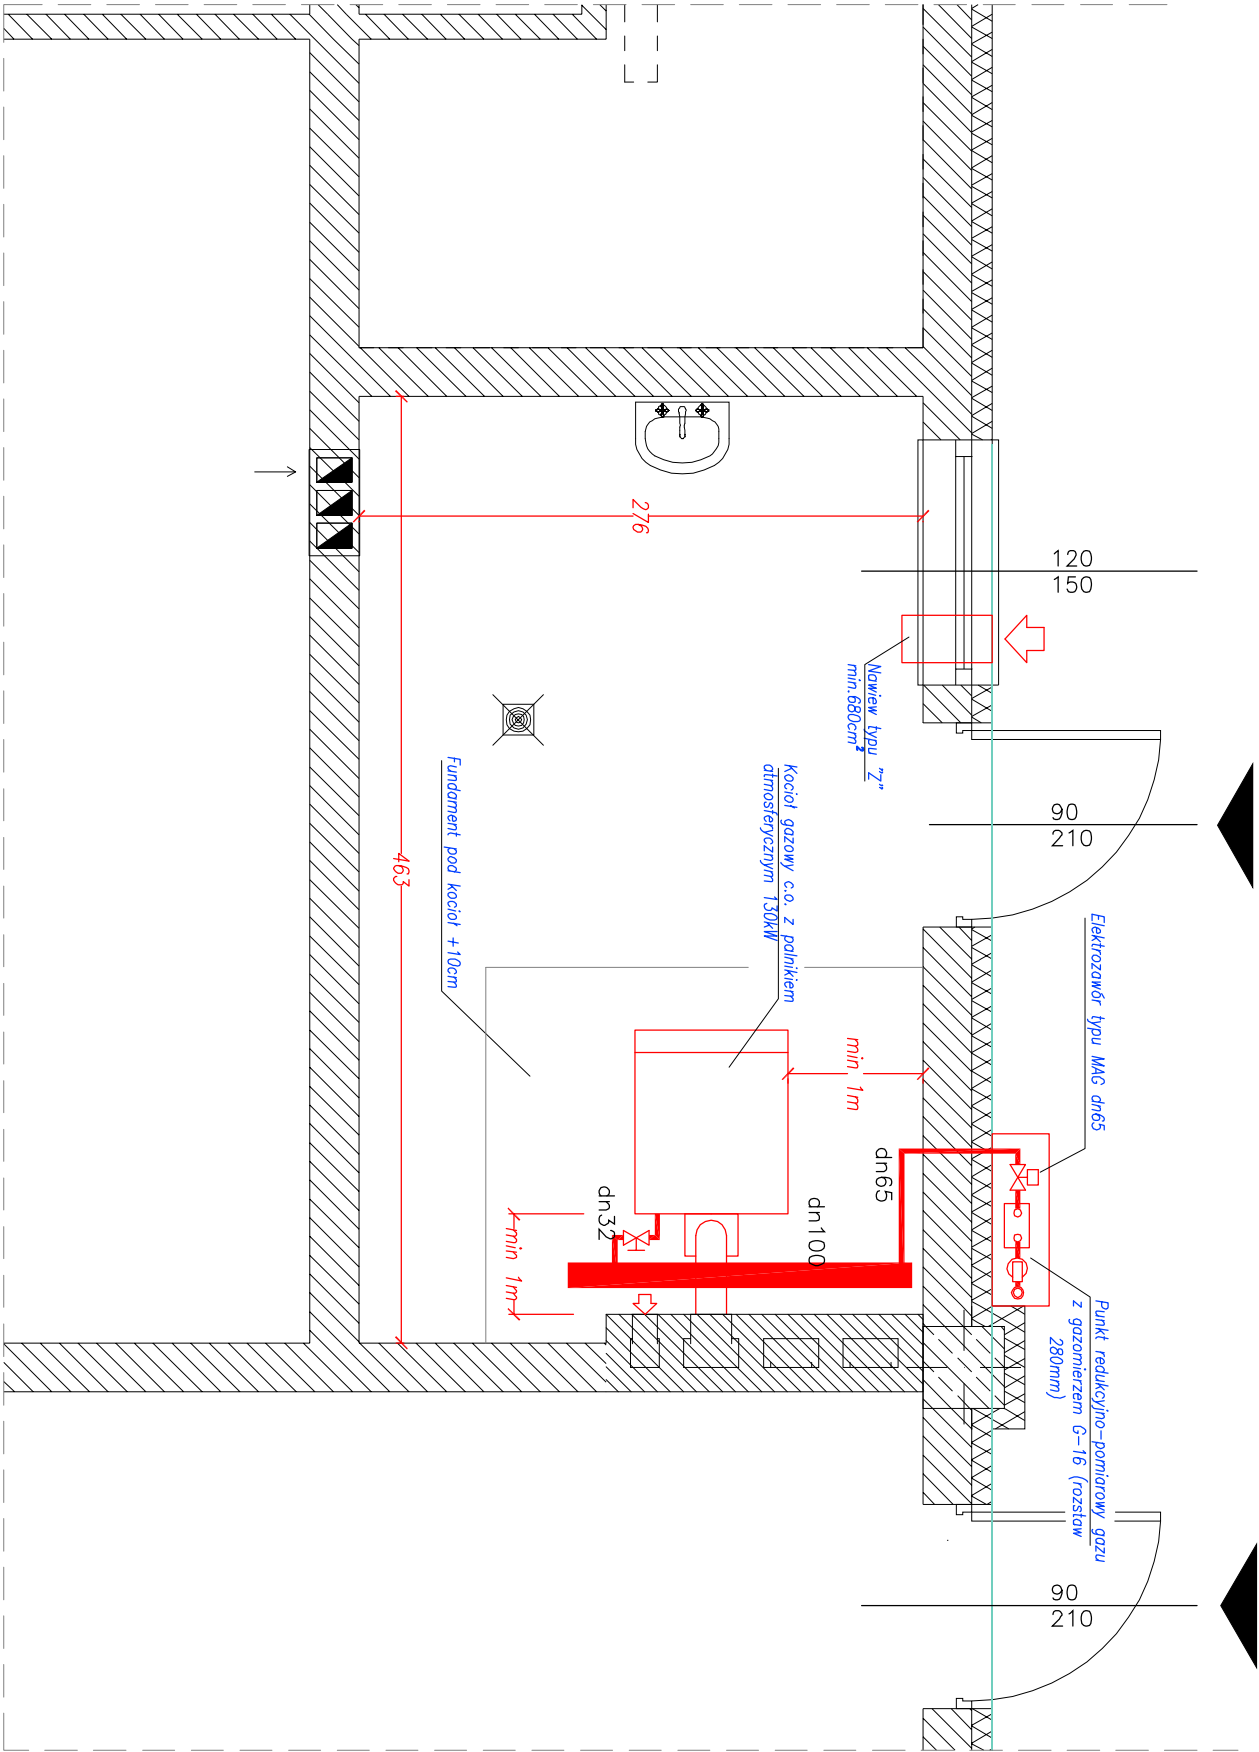 276
120
150
Nawiew typu "Z"
min.680cm²
90
210
463
Fundament pod kocioł +10cm
Kocioł gazowy c.o. z palnikiem
atmosferycznym 130kW
Elektrozawór typu MAG dn65
min 1m
dn65
dn100
dn32
min 1m
Punkt redukcyjno-pomiarowy gazu
z gazomierzem G-16 (rozstaw
280mm)
90
210